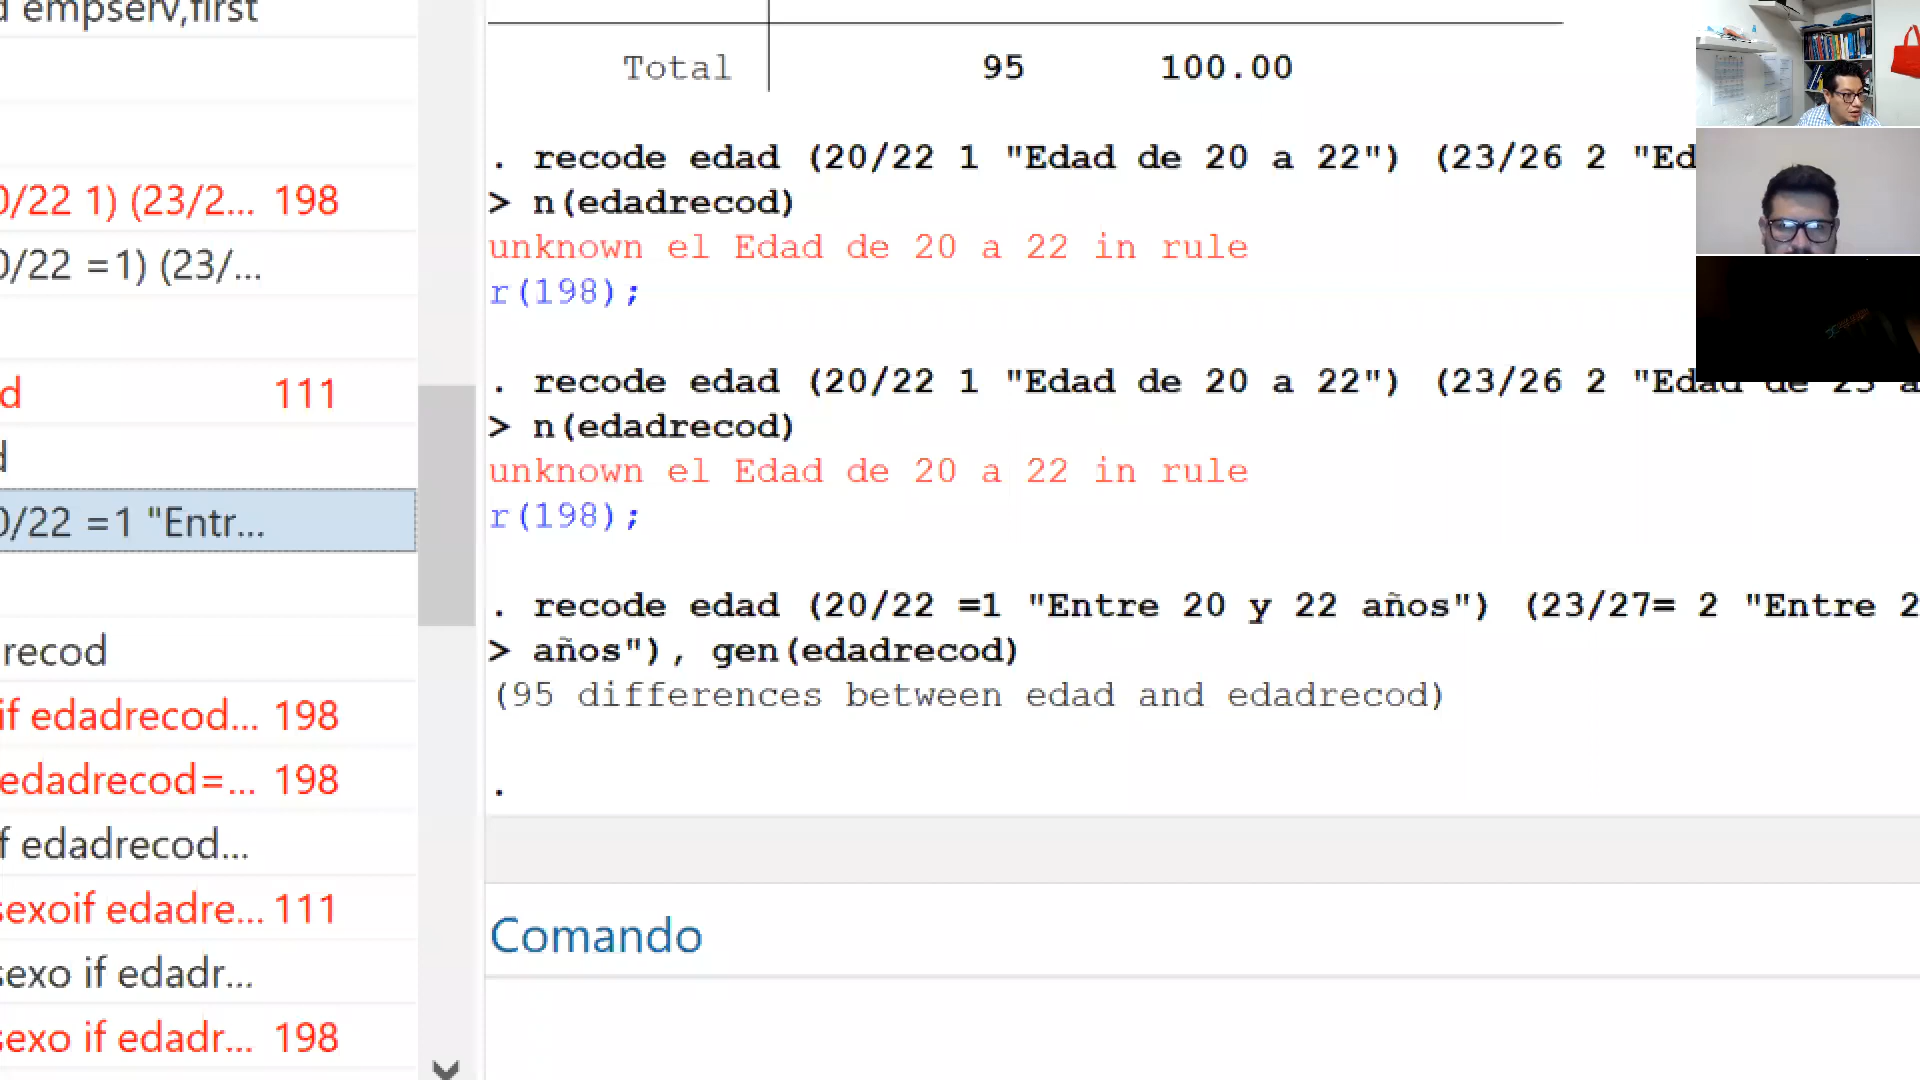 d empserv,first
0/22 1) (23/2... 198
0/22 =1) (23/...
d 111
d
0/22 =1 "Entr...
recod
if edadrecod... 198
edadrecod=... 198
f edadrecod...
sexoif edadre... 111
sexo if edadr...
sexo if edadr... 198
Total 95 100.00
. recode edad (20/22 1 "Edad de 20 a 22") (23/26 2 "Ed
> n(edadrecod)
unknown el Edad de 20 a 22 in rule
r(198);
. recode edad (20/22 1 "Edad de 20 a 22") (23/26 2 "Edad de 23 a
> n(edadrecod)
unknown el Edad de 20 a 22 in rule
r(198);
. recode edad (20/22 =1 "Entre 20 y 22 años") (23/27= 2 "Entre 2
> años"), gen(edadrecod)
(95 differences between edad and edadrecod)
.
Comando